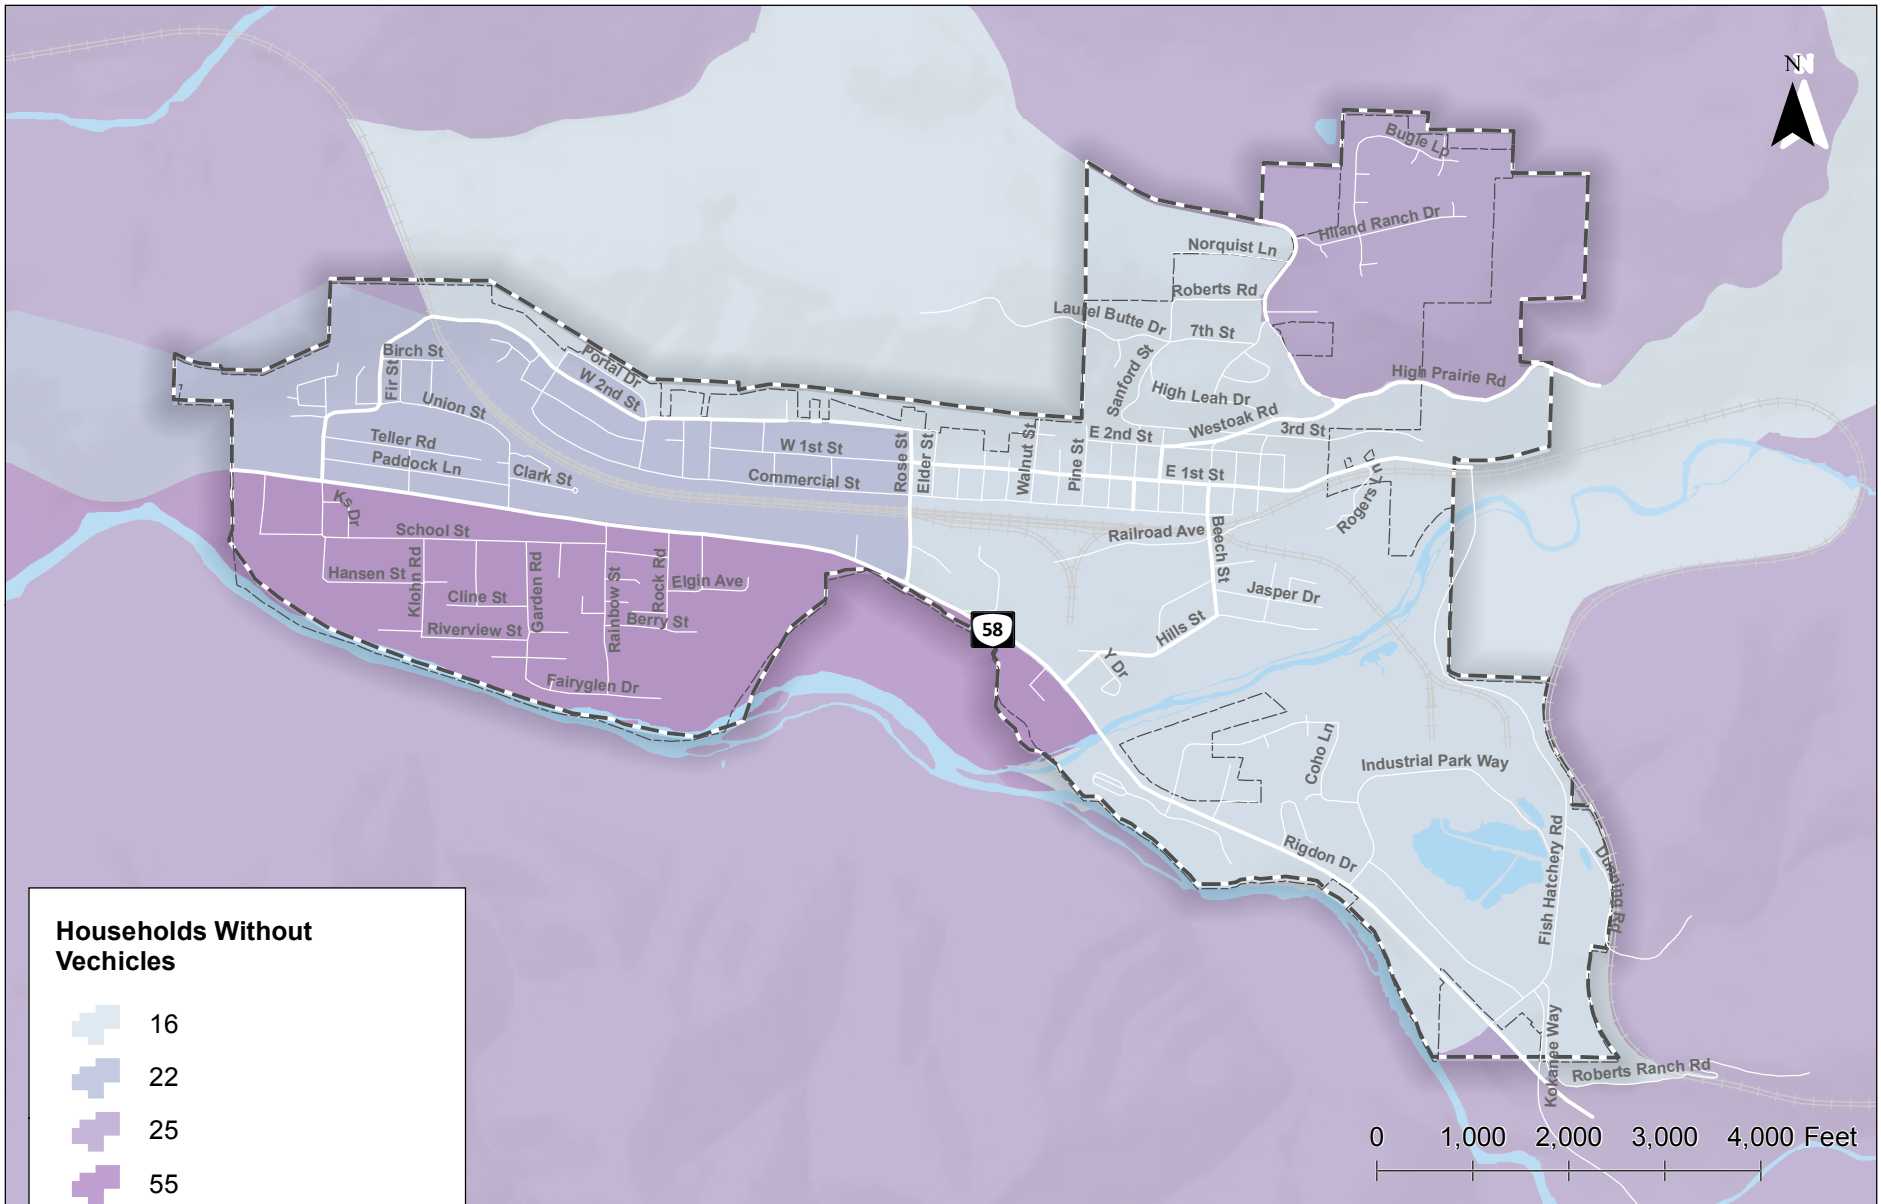 N
Bugle Lp
Hiland Ranch Dr
Norquist Ln
Roberts Rd
Laurel Butte Dr
7th St
Sanford St
High Leah Dr
High Prairie Rd
Westoak Rd
3rd St
E 2nd St
E 1st St
Birch St
Fir St
Portal Dr
W 2nd St
Union St
Teller Rd
Paddock Ln
Clark St
W 1st St
Commercial St
Rose St
Elder St
Walnut St
Pine St
Rogers Ln
Railroad Ave
Beech St
Ks Dr
School St
Hansen St
Klohn Rd
Cline St
Garden Rd
Riverview St
Rainbow St
Rock Rd
Elgin Ave
Berry St
Fairyglen Dr
58
Jasper Dr
Hills St
Y Dr
Coho Ln
Industrial Park Way
Rigdon Dr
Fish Hatchery Rd
Dunning Rd
Kokanee Way
Roberts Ranch Rd
Households Without
Vechicles
16
22
25
55
0 1,000 2,000 3,000 4,000 Feet